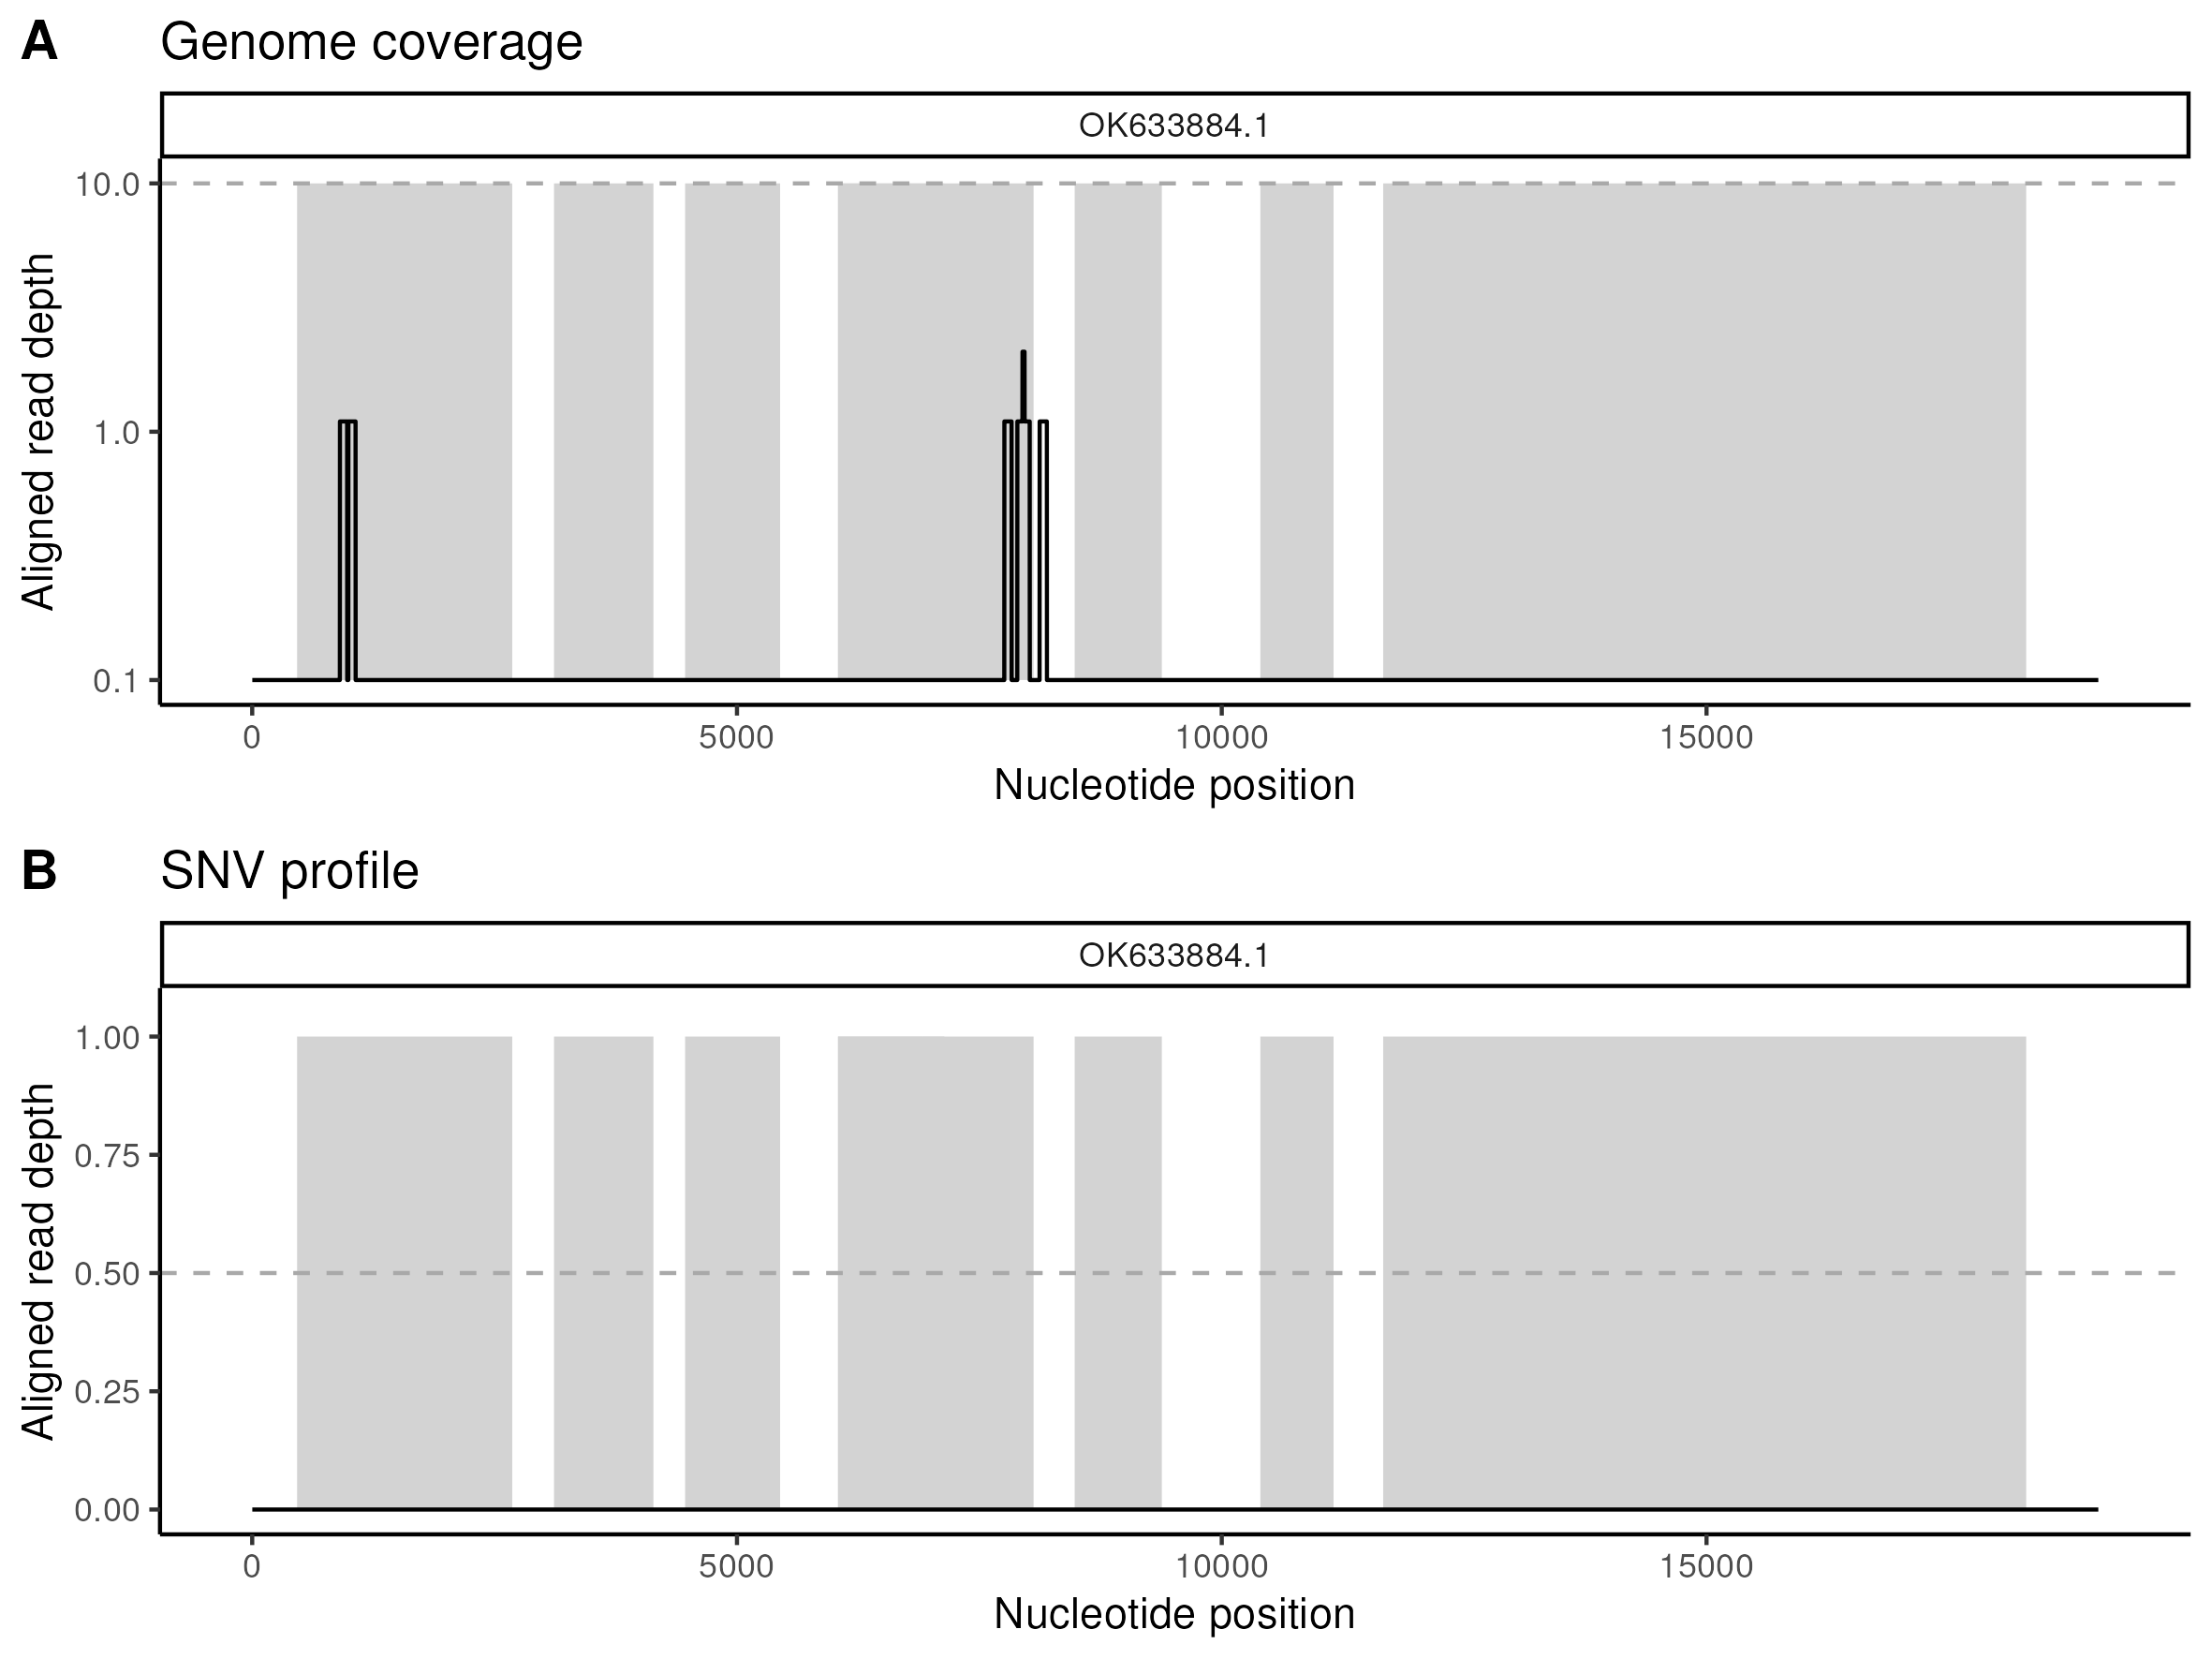 A Genome coverage
OK633884.1
Aligned read depth
10.0
1.0
0.1
0 5000 10000 15000
Nucleotide position
B SNV profile
OK633884.1
Aligned read depth
1.00
0.75
0.50
0.25
0.00
0 5000 10000 15000
Nucleotide position